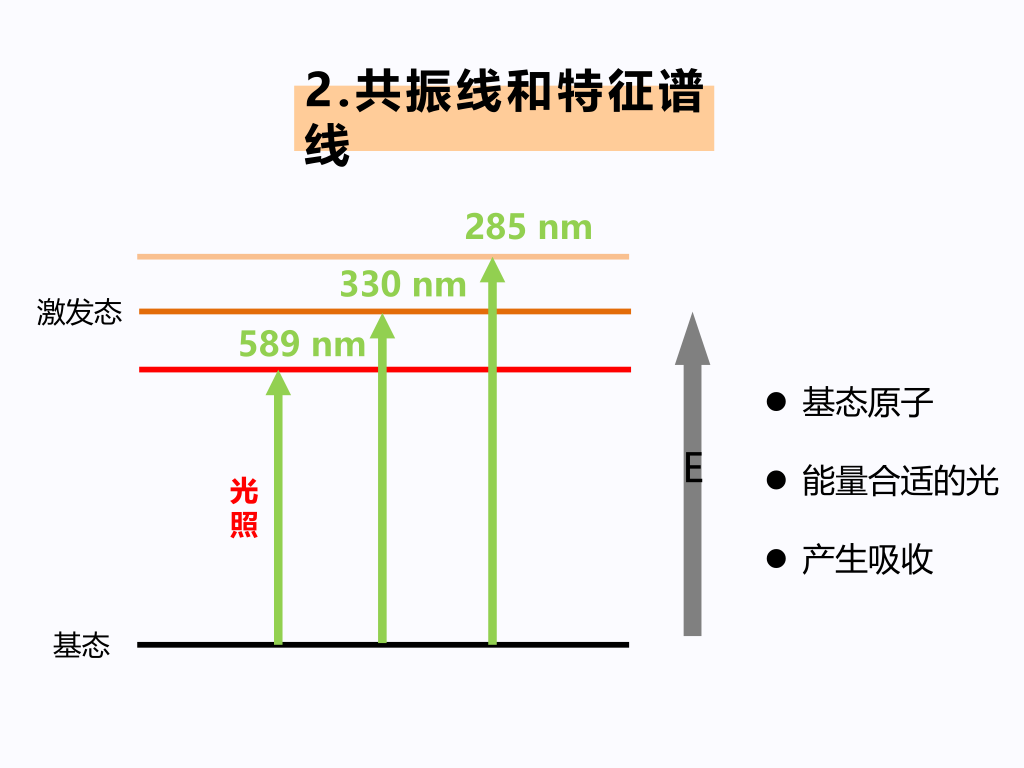 2.共振线和特征谱
线
285 nm
330 nm
激发态
589 nm
基态原子
E
能量合适的光
光
照
产生吸收
基态